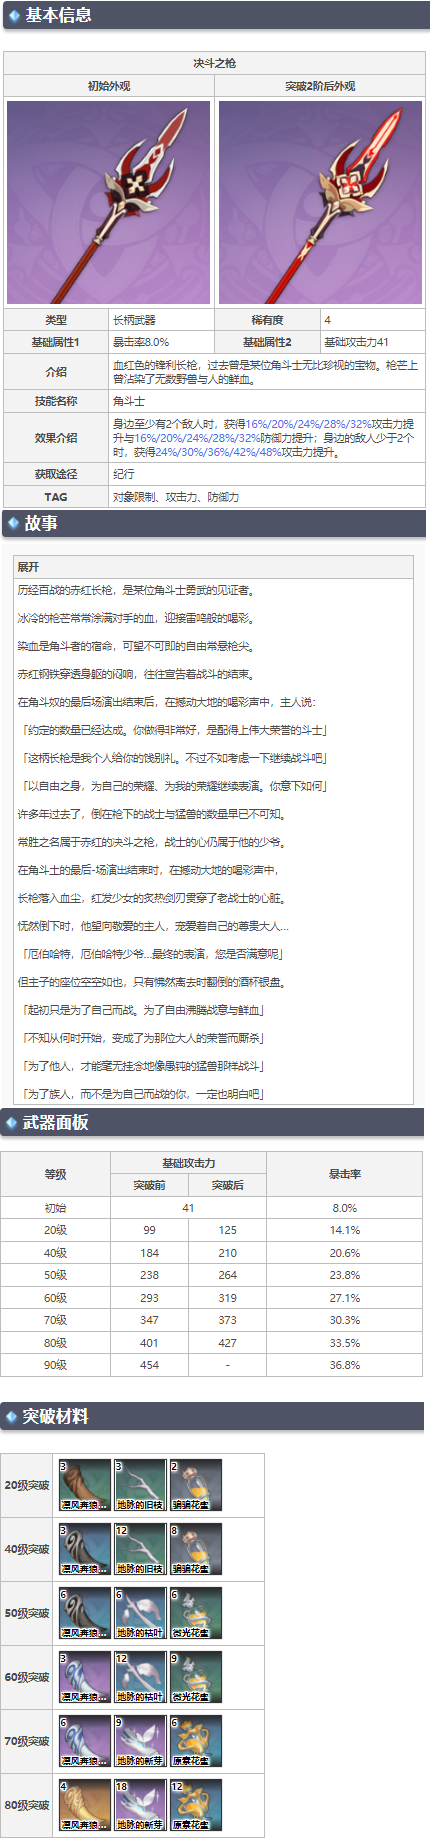 基本信息
决斗之枪
初始外观 突破2阶后外观
类型 长柄武器 稀有度 4
基础属性1 暴击率8.0% 基础属性2 基础攻击力41
介绍 血红色的锋利长枪，过去曾是某位角斗士无比珍视的宝物。枪芒上
曾沾染了无数野兽与人的鲜血。
技能名称 角斗士
效果介绍 身边至少有2个敌人时，获得16%/20%/24%/28%/32%攻击力提
升与16%/20%/24%/28%/32%防御力提升；身边的敌人少于2个
时，获得24%/30%/36%/42%/48%攻击力提升。
获取途径 纪行
TAG 对象限制、攻击力、防御力
故事
展开
历经百战的赤红长枪，是某位角斗士勇武的见证者。
冰冷的枪芒常常涂满对手的血，迎接雷鸣般的喝彩。
染血是角斗者的宿命，可望不可即的自由常悬枪尖。
赤红钢铁穿透身躯的闷响，往往宣告着战斗的结束。
在角斗奴的最后场演出结束后，在撼动大地的喝彩声中，主人说：
「约定的数量已经达成。你做得非常好，是配得上伟大荣誉的斗士」
「这柄长枪是我个人给你的饯别礼。不过不如考虑一下继续战斗吧」
「以自由之身，为自己的荣耀、为我的荣耀继续表演。你意下如何」
许多年过去了，倒在枪下的战士与猛兽的数量早已不可知。
常胜之名属于赤红的决斗之枪，战士的心仍属于他的少爷。
在角斗士的最后-场演出结束时，在撼动大地的喝彩声中，
长枪落入血尘，红发少女的炙热剑刃贯穿了老战士的心脏。
怃然倒下时，他望向敬爱的主人，宠爱着自己的尊贵大人…
「厄伯哈特，厄伯哈特少爷…最终的表演，您是否满意呢」
但主子的座位空空如也，只有怫然离去时翻倒的酒杯银盘。
「起初只是为了自己而战。为了自由沸腾战意与鲜血」
「不知从何时开始，变成了为那位大人的荣誉而厮杀」
「为了他人，才能毫无挂念地像愚钝的猛兽那样战斗」
「为了族人，而不是为自己而战的你，一定也明白吧」
武器面板
等级 基础攻击力 暴击率
突破前 突破后
初始 41 8.0%
20级 99 125 14.1%
40级 184 210 20.6%
50级 238 264 23.8%
60级 293 319 27.1%
70级 347 373 30.3%
80级 401 427 33.5%
90级 454 - 36.8%
突破材料
3 3 2
20级突破
凛风奔狼... 地脉的旧枝 骗骗花蜜
3 12 8
40级突破
凛风奔狼... 地脉的旧枝 骗骗花蜜
6 6 6
50级突破
凛风奔狼... 地脉的枯叶 微光花蜜
3 12 9
60级突破
凛风奔狼... 地脉的枯叶 微光花蜜
6 9 6
70级突破
凛风奔狼... 地脉的新芽 原素花蜜
4 18 12
80级突破
凛风奔狼... 地脉的新芽 原素花蜜